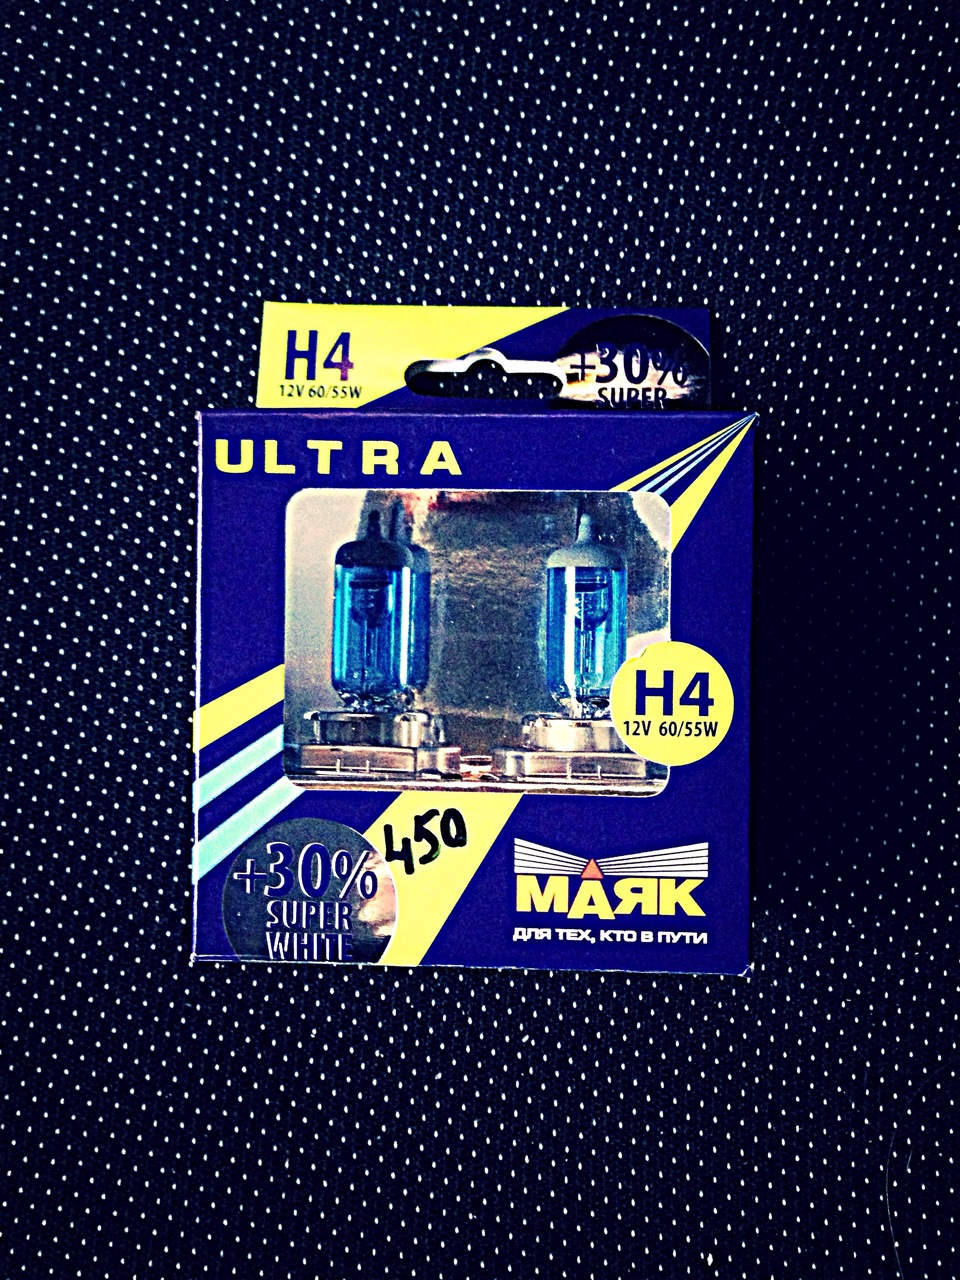 H4
12V 60/55W
+30%
SUPER
ULTRA
H4
12V 60/55W
450
+30%
SUPER
WHITE
МАЯК
ДЛЯ ТЕХ, КТО В ПУТИ